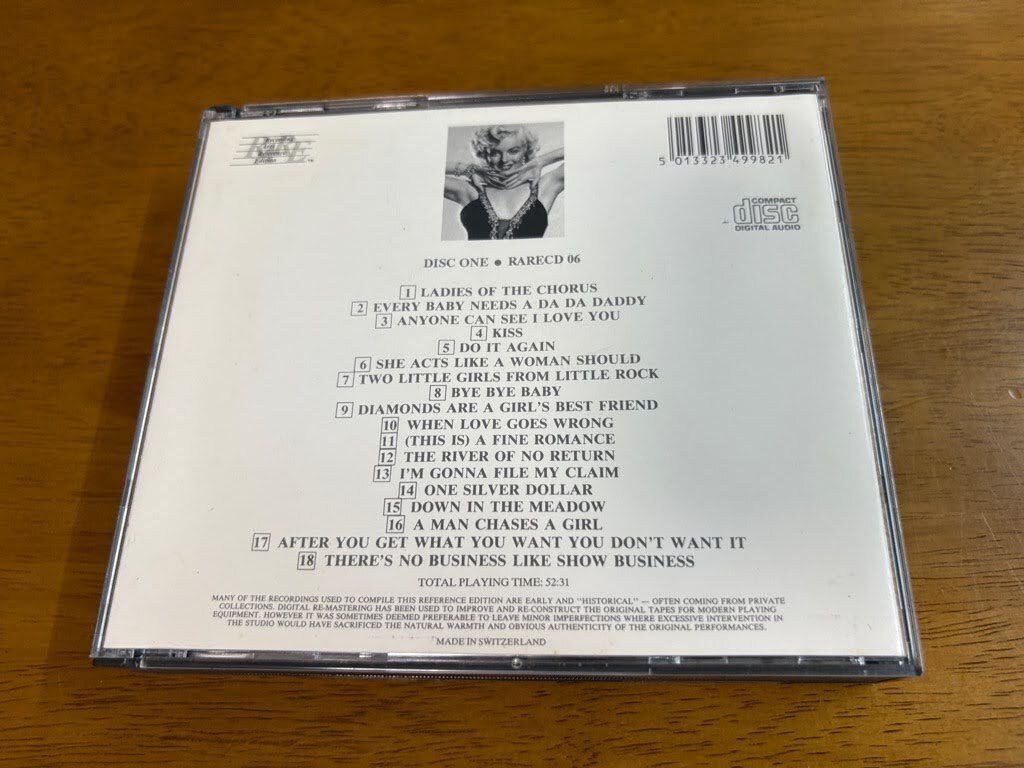 RARE
Recording
Arts
Reference
Edition
™
5 013323 499821
COMPACT
disc
DIGITAL AUDIO
DISC ONE ● RARECD 06
1 LADIES OF THE CHORUS
2 EVERY BABY NEEDS A DA DA DADDY
3 ANYONE CAN SEE I LOVE YOU
4 KISS
5 DO IT AGAIN
6 SHE ACTS LIKE A WOMAN SHOULD
7 TWO LITTLE GIRLS FROM LITTLE ROCK
8 BYE BYE BABY
9 DIAMONDS ARE A GIRL'S BEST FRIEND
10 WHEN LOVE GOES WRONG
11 (THIS IS) A FINE ROMANCE
12 THE RIVER OF NO RETURN
13 I'M GONNA FILE MY CLAIM
14 ONE SILVER DOLLAR
15 DOWN IN THE MEADOW
16 A MAN CHASES A GIRL
17 AFTER YOU GET WHAT YOU WANT YOU DON'T WANT IT
18 THERE'S NO BUSINESS LIKE SHOW BUSINESS
TOTAL PLAYING TIME: 52:31
MANY OF THE RECORDINGS USED TO COMPILE THIS REFERENCE EDITION ARE EARLY AND "HISTORICAL" — OFTEN COMING FROM PRIVATE
COLLECTIONS. DIGITAL RE-MASTERING HAS BEEN USED TO IMPROVE AND RE-CONSTRUCT THE ORIGINAL TAPES FOR MODERN PLAYING
EQUIPMENT. HOWEVER IT WAS SOMETIMES DEEMED PREFERABLE TO LEAVE MINOR IMPERFECTIONS WHERE EXCESSIVE INTERVENTION IN
THE STUDIO WOULD HAVE SACRIFICED THE NATURAL WARMTH AND OBVIOUS AUTHENTICITY OF THE ORIGINAL PERFORMANCES.
MADE IN SWITZERLAND